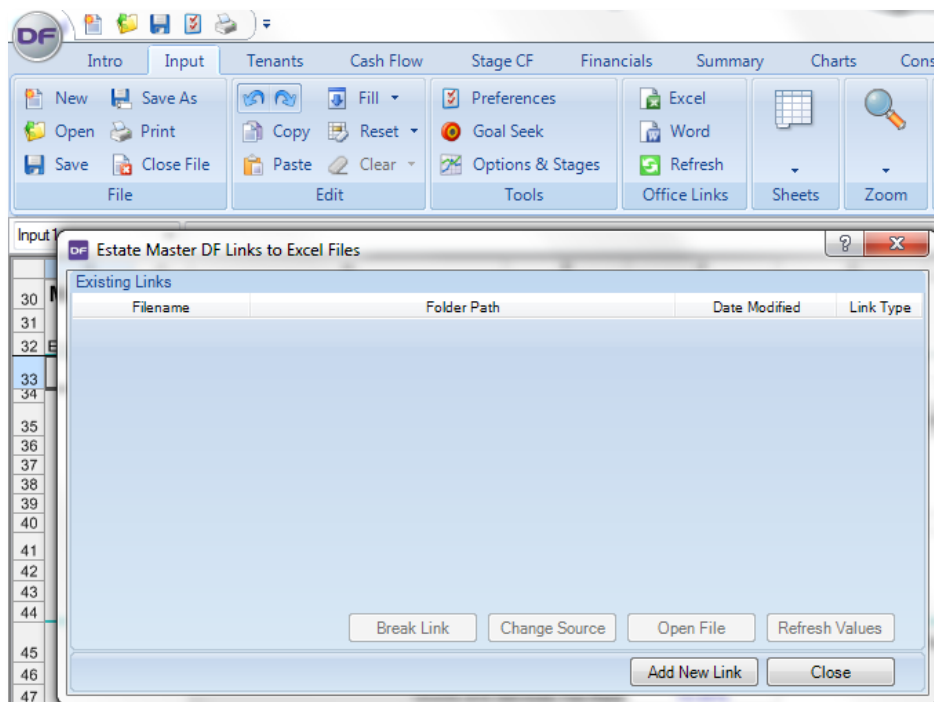 DF
Intro Input Tenants Cash Flow Stage CF Financials Summary Charts Cons
New Save As Fill Preferences Excel
Open Print Copy Reset Goal Seek Word
Save Close File Paste Clear Options & Stages Refresh
File Edit Tools Office Links Sheets Zoom
Input1
DF Estate Master DF Links to Excel Files ? X
Existing Links
Filename Folder Path Date Modified Link Type
30
31
32 E
33
34
35
36
37
38
39
40
41
42
43
44
Break Link Change Source Open File Refresh Values
45
Add New Link Close
46
47